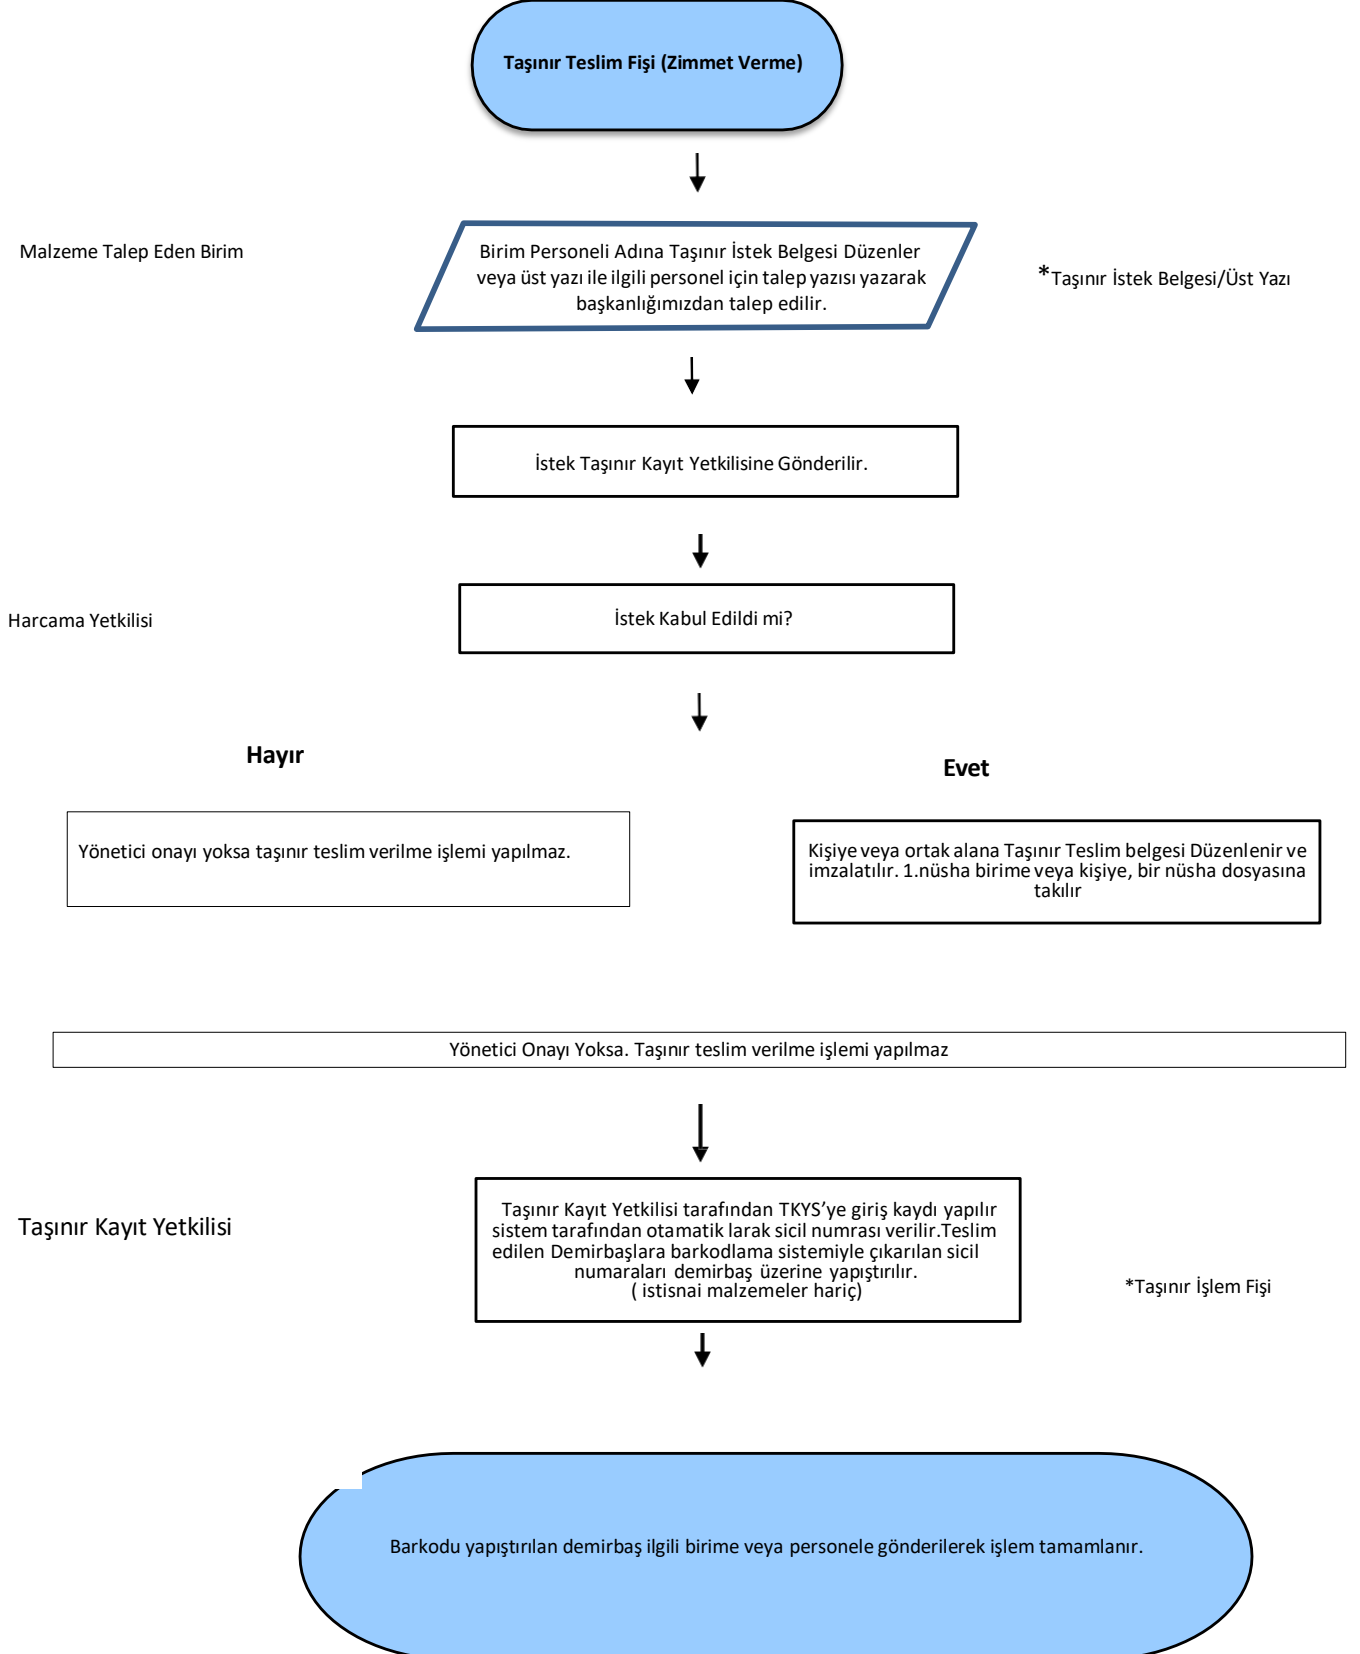 Taşınır Teslim Fişi (Zimmet Verme)
Malzeme Talep Eden Birim
Birim Personeli Adına Taşınır İstek Belgesi Düzenler
veya üst yazı ile ilgili personel için talep yazısı yazarak
başkanlığımızdan talep edilir.
*Taşınır İstek Belgesi/Üst Yazı
İstek Taşınır Kayıt Yetkilisine Gönderilir.
Harcama Yetkilisi
İstek Kabul Edildi mi?
Hayır
Evet
Yönetici onayı yoksa taşınır teslim verilme işlemi yapılmaz.
Kişiye veya ortak alana Taşınır Teslim belgesi Düzenlenir ve
imzalatılır. 1.nüsha birime veya kişiye, bir nüsha dosyasına
takılır
Yönetici Onayı Yoksa. Taşınır teslim verilme işlemi yapılmaz
Taşınır Kayıt Yetkilisi
Taşınır Kayıt Yetkilisi tarafından TKYS’ye giriş kaydı yapılır
sistem tarafından otamatik larak sicil numrası verilir.Teslim
edilen Demirbaşlara barkodlama sistemiyle çıkarılan sicil
numaraları demirbaş üzerine yapıştırılır.
( istisnai malzemeler hariç)
*Taşınır İşlem Fişi
Barkodu yapıştırılan demirbaş ilgili birime veya personele gönderilerek işlem tamamlanır.